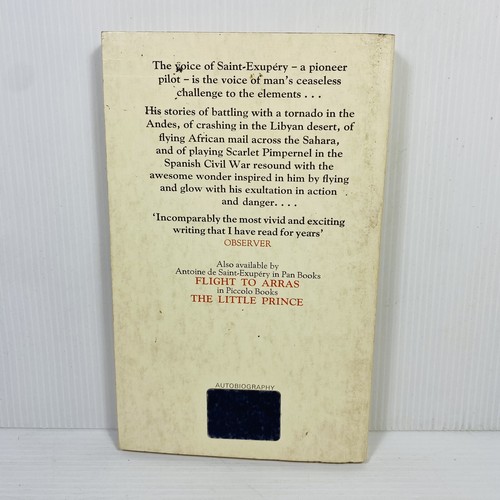 The voice of Saint-Exupéry – a pioneer
pilot – is the voice of man's ceaseless
challenge to the elements . . .
His stories of battling with a tornado in the
Andes, of crashing in the Libyan desert, of
flying African mail across the Sahara,
and of playing Scarlet Pimpernel in the
Spanish Civil War resound with the
awesome wonder inspired in him by flying
and glow with his exultation in action
and danger. . . .
'Incomparably the most vivid and exciting
writing that I have read for years'
OBSERVER
Also available by
Antoine de Saint-Exupéry in Pan Books
FLIGHT TO ARRAS
in Piccolo Books
THE LITTLE PRINCE
AUTOBIOGRAPHY